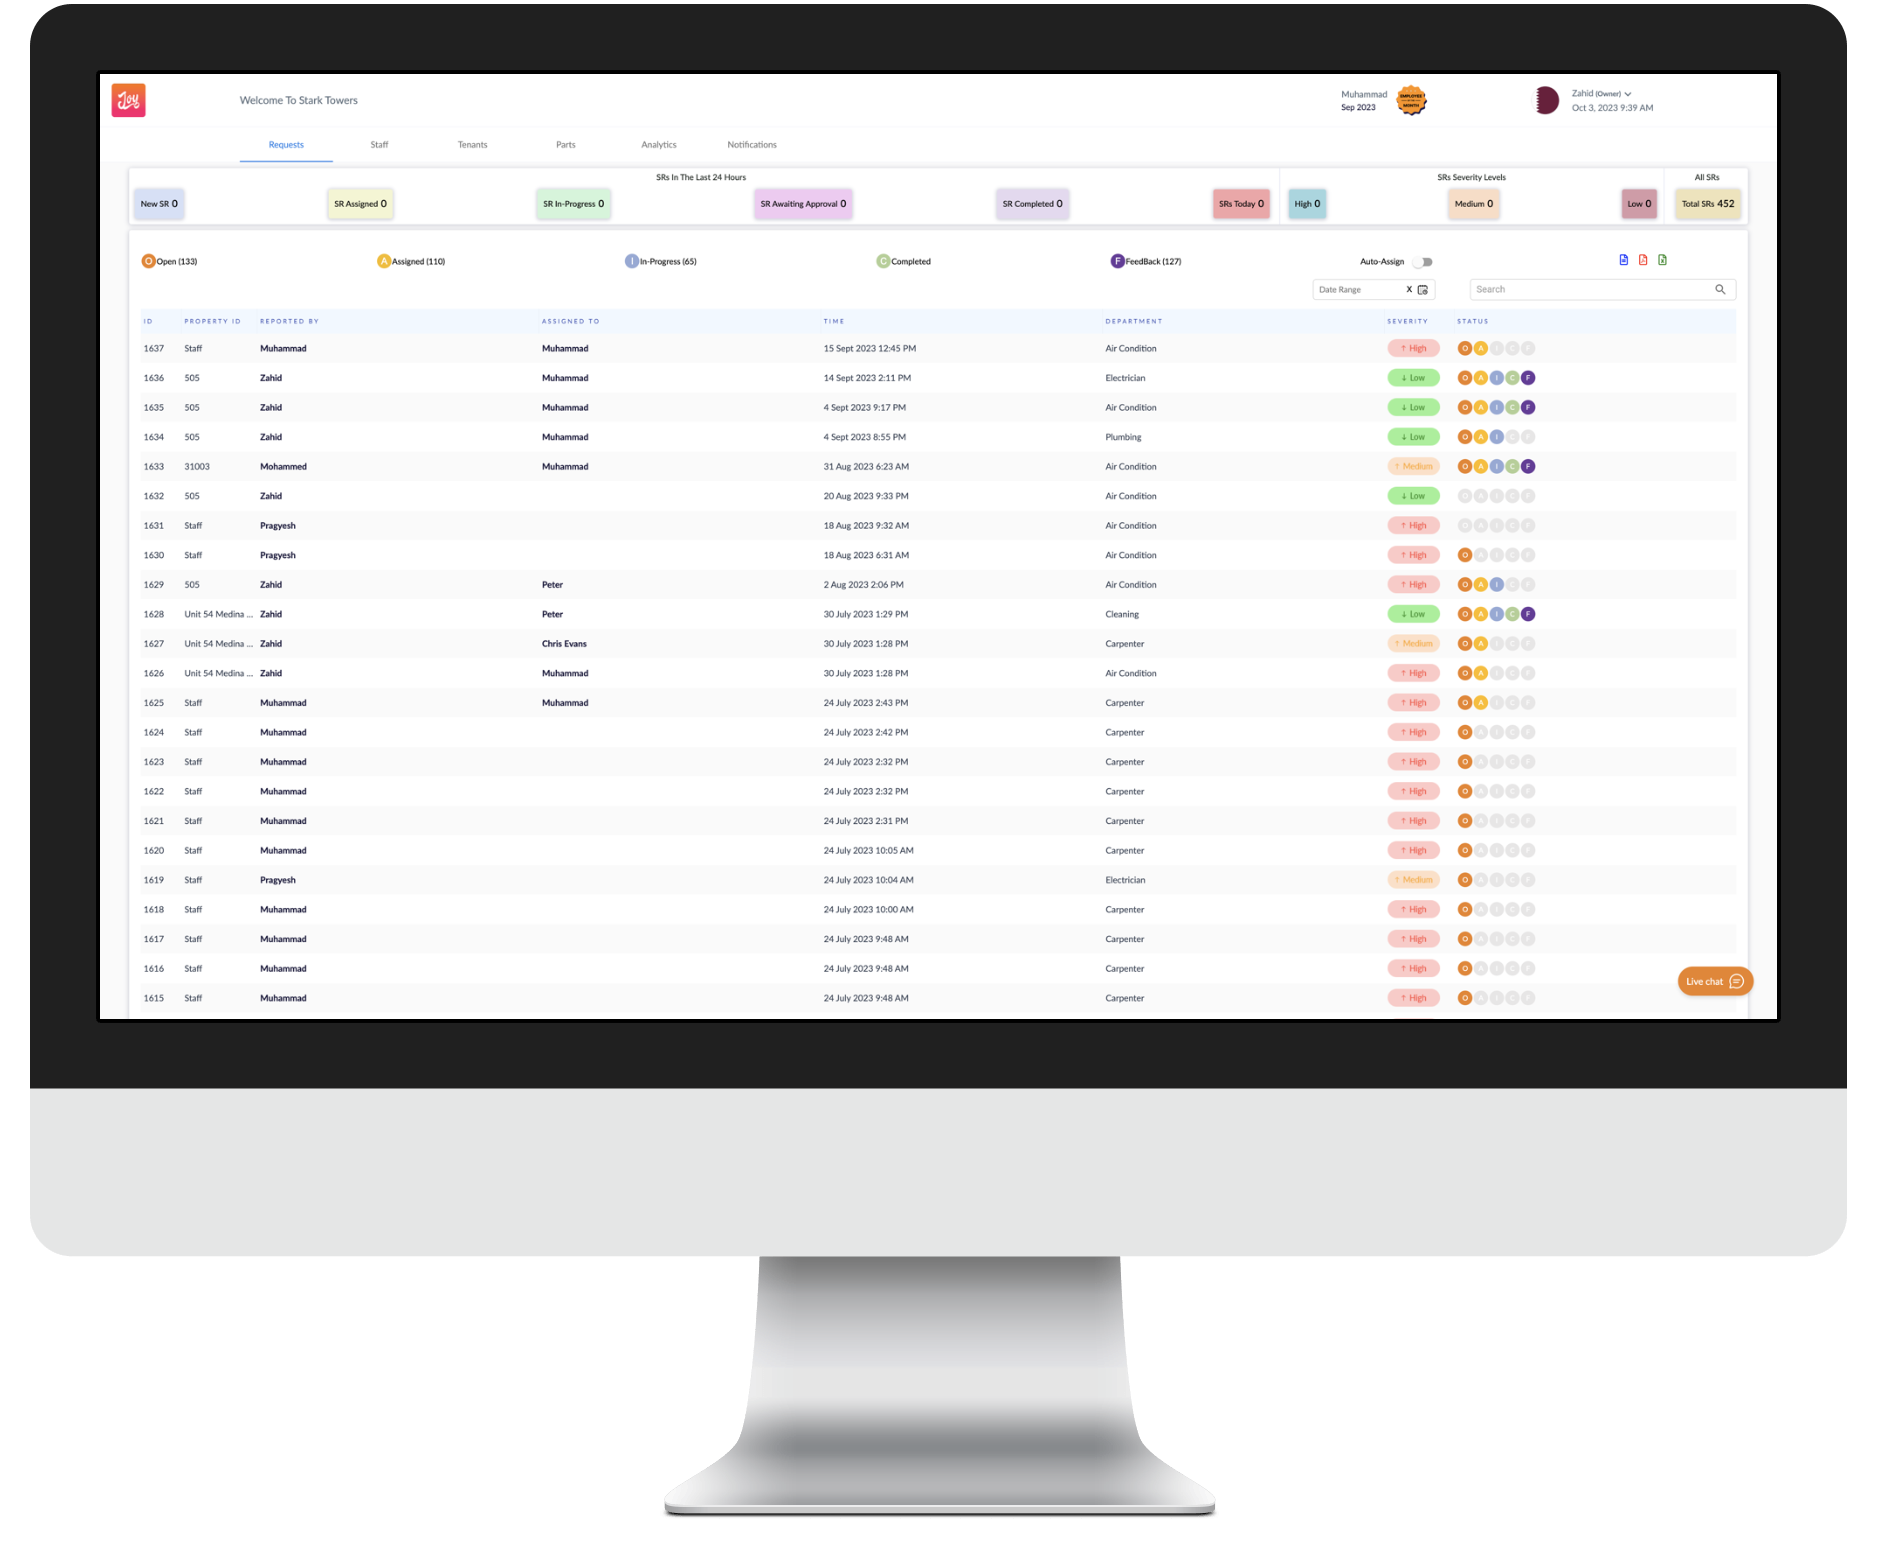 Joy
Welcome To Stark Towers
Muhammad
Sep 2023
EMPLOYEE
OF THE
MONTH
Zahid (Owner)
Oct 3, 2023 9:39 AM
Requests Staff Tenants Parts Analytics Notifications
SRs In The Last 24 Hours SRs Severity Levels All SRs
New SR 0 SR Assigned 0 SR In-Progress 0 SR Awaiting Approval 0 SR Completed 0 SRs Today 0 High 0 Medium 0 Low 0 Total SRs 452
O Open (133) A Assigned (110) I In-Progress (65) C Completed F FeedBack (127) Auto-Assign
Date Range X Search
ID PROPERTY ID REPORTED BY ASSIGNED TO TIME DEPARTMENT SEVERITY STATUS
1637 Staff Muhammad Muhammad 15 Sept 2023 12:45 PM Air Condition ↑ High O A I C F
1636 505 Zahid Muhammad 14 Sept 2023 2:11 PM Electrician ↓ Low O A I C F
1635 505 Zahid Muhammad 4 Sept 2023 9:17 PM Air Condition ↓ Low O A I C F
1634 505 Zahid Muhammad 4 Sept 2023 8:55 PM Plumbing ↓ Low O A I C F
1633 31003 Mohammed Muhammad 31 Aug 2023 6:23 AM Air Condition ↑ Medium O A I C F
1632 505 Zahid 20 Aug 2023 9:33 PM Air Condition ↓ Low O A I C F
1631 Staff Pragyesh 18 Aug 2023 9:32 AM Air Condition ↑ High O A I C F
1630 Staff Pragyesh 18 Aug 2023 6:31 AM Air Condition ↑ High O A I C F
1629 505 Zahid Peter 2 Aug 2023 2:06 PM Air Condition ↑ High O A I C F
1628 Unit 54 Medina ... Zahid Peter 30 July 2023 1:29 PM Cleaning ↓ Low O A I C F
1627 Unit 54 Medina ... Zahid Chris Evans 30 July 2023 1:28 PM Carpenter ↑ Medium O A I C F
1626 Unit 54 Medina ... Zahid Muhammad 30 July 2023 1:28 PM Air Condition ↑ High O A I C F
1625 Staff Muhammad Muhammad 24 July 2023 2:43 PM Carpenter ↑ High O A I C F
1624 Staff Muhammad 24 July 2023 2:42 PM Carpenter ↑ High O A I C F
1623 Staff Muhammad 24 July 2023 2:32 PM Carpenter ↑ High O A I C F
1622 Staff Muhammad 24 July 2023 2:32 PM Carpenter ↑ High O A I C F
1621 Staff Muhammad 24 July 2023 2:31 PM Carpenter ↑ High O A I C F
1620 Staff Muhammad 24 July 2023 10:05 AM Carpenter ↑ High O A I C F
1619 Staff Pragyesh 24 July 2023 10:04 AM Electrician ↑ Medium O A I C F
1618 Staff Muhammad 24 July 2023 10:00 AM Carpenter ↑ High O A I C F
1617 Staff Muhammad 24 July 2023 9:48 AM Carpenter ↑ High O A I C F
1616 Staff Muhammad 24 July 2023 9:48 AM Carpenter ↑ High O A I C F
1615 Staff Muhammad 24 July 2023 9:48 AM Carpenter ↑ High O A I C F
Live chat